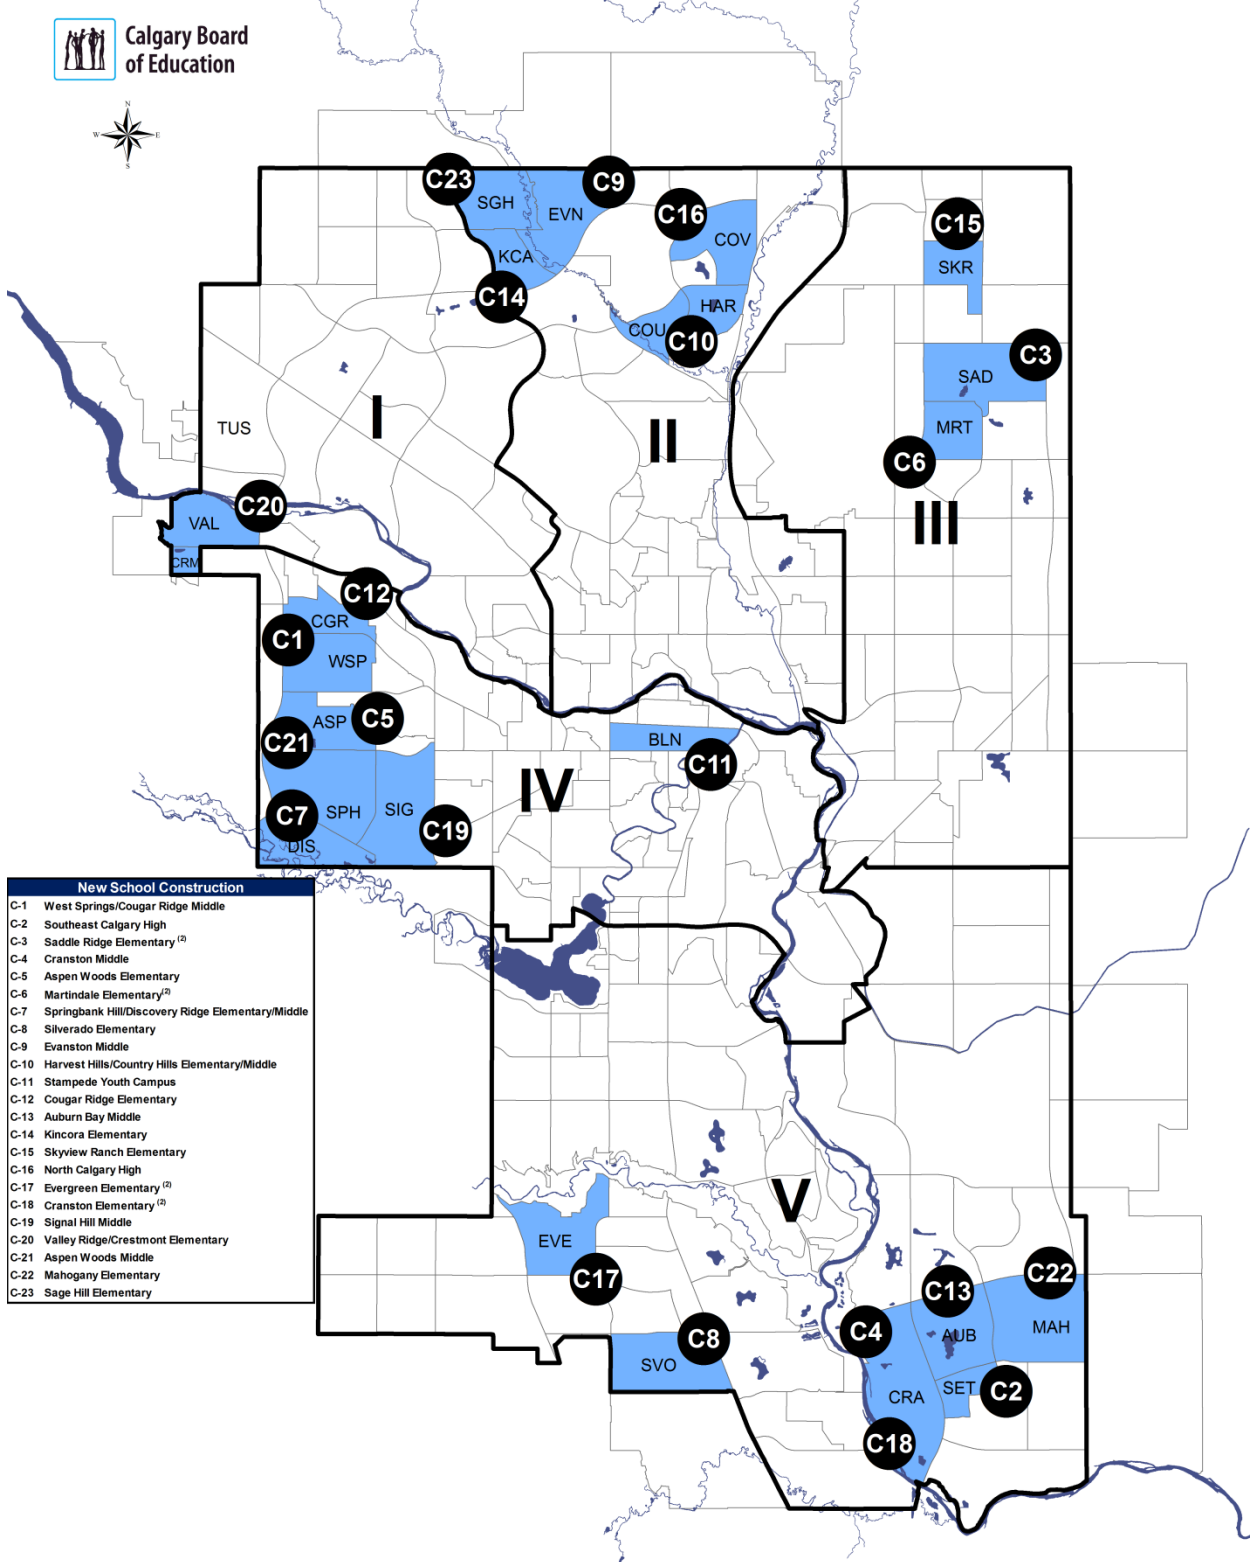 Calgary Board
of Education
N
W E
S
C23
SGH
EVN
C9
KCA
C14
C16
COV
HAR
COU
C10
C15
SKR
C3
SAD
MRT
C6
TUS
I
II
III
C20
VAL
CRM
C12
CGR
C1
WSP
ASP
C5
C21
BLN
C11
IV
SPH
SIG
C7
DIS
C19
New School Construction
C-1 West Springs/Cougar Ridge Middle
C-2 Southeast Calgary High
C-3 Saddle Ridge Elementary (2)
C-4 Cranston Middle
C-5 Aspen Woods Elementary
C-6 Martindale Elementary(2)
C-7 Springbank Hill/Discovery Ridge Elementary/Middle
C-8 Silverado Elementary
C-9 Evanston Middle
C-10 Harvest Hills/Country Hills Elementary/Middle
C-11 Stampede Youth Campus
C-12 Cougar Ridge Elementary
C-13 Auburn Bay Middle
C-14 Kincora Elementary
C-15 Skyview Ranch Elementary
C-16 North Calgary High
C-17 Evergreen Elementary (2)
C-18 Cranston Elementary (2)
C-19 Signal Hill Middle
C-20 Valley Ridge/Crestmont Elementary
C-21 Aspen Woods Middle
C-22 Mahogany Elementary
C-23 Sage Hill Elementary
V
EVE
C17
C22
C13
C4
AUB
MAH
C8
SVO
SET
C2
CRA
C18